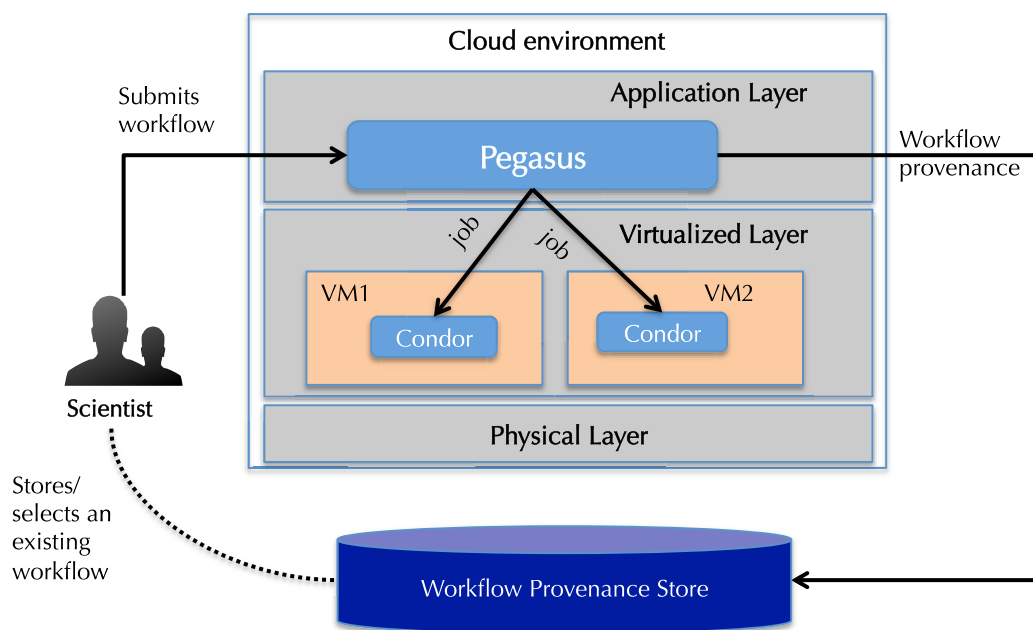 Cloud environment
Application Layer
Submits
workflow
Pegasus
Workflow
provenance
job
job
Virtualized Layer
VM1
VM2
Condor
Condor
Scientist
Physical Layer
Stores/
selects an
existing
workflow
Workflow Provenance Store